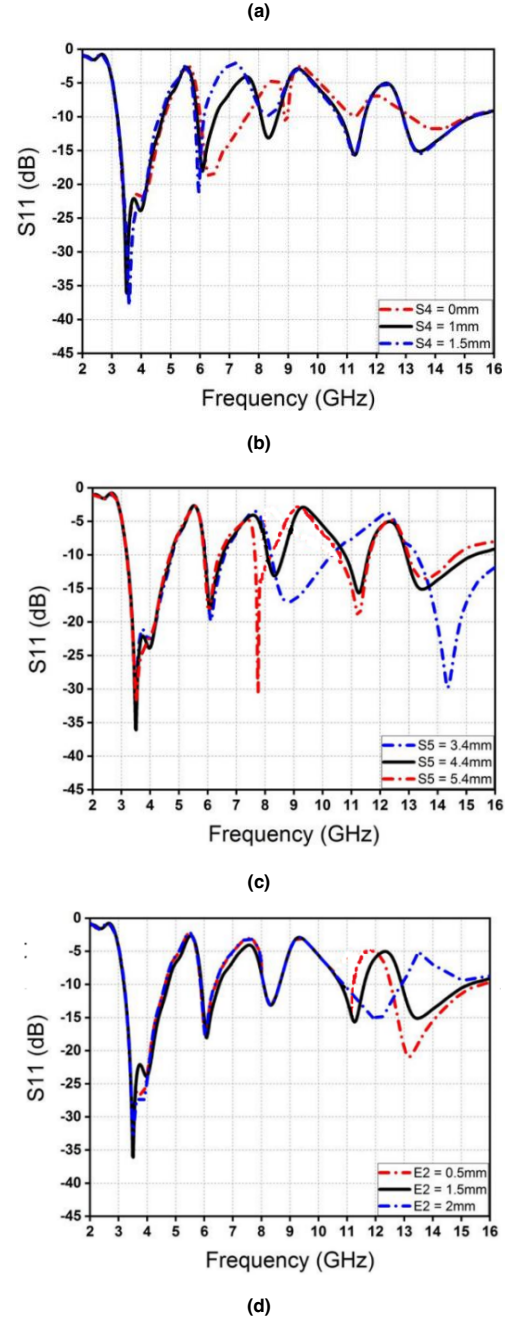 (a)
0
-5
-10
-15
-20
-25
-30
-35
-40
-45
S11 (dB)
S4 = 0mm
S4 = 1mm
S4 = 1.5mm
2 3 4 5 6 7 8 9 10 11 12 13 14 15 16
Frequency (GHz)
(b)
0
-5
-10
-15
-20
-25
-30
-35
-40
-45
S11 (dB)
S5 = 3.4mm
S5 = 4.4mm
S5 = 5.4mm
2 3 4 5 6 7 8 9 10 11 12 13 14 15 16
Frequency (GHz)
(c)
0
-5
-10
-15
-20
-25
-30
-35
-40
-45
S11 (dB)
E2 = 0.5mm
E2 = 1.5mm
E2 = 2mm
2 3 4 5 6 7 8 9 10 11 12 13 14 15 16
Frequency (GHz)
(d)